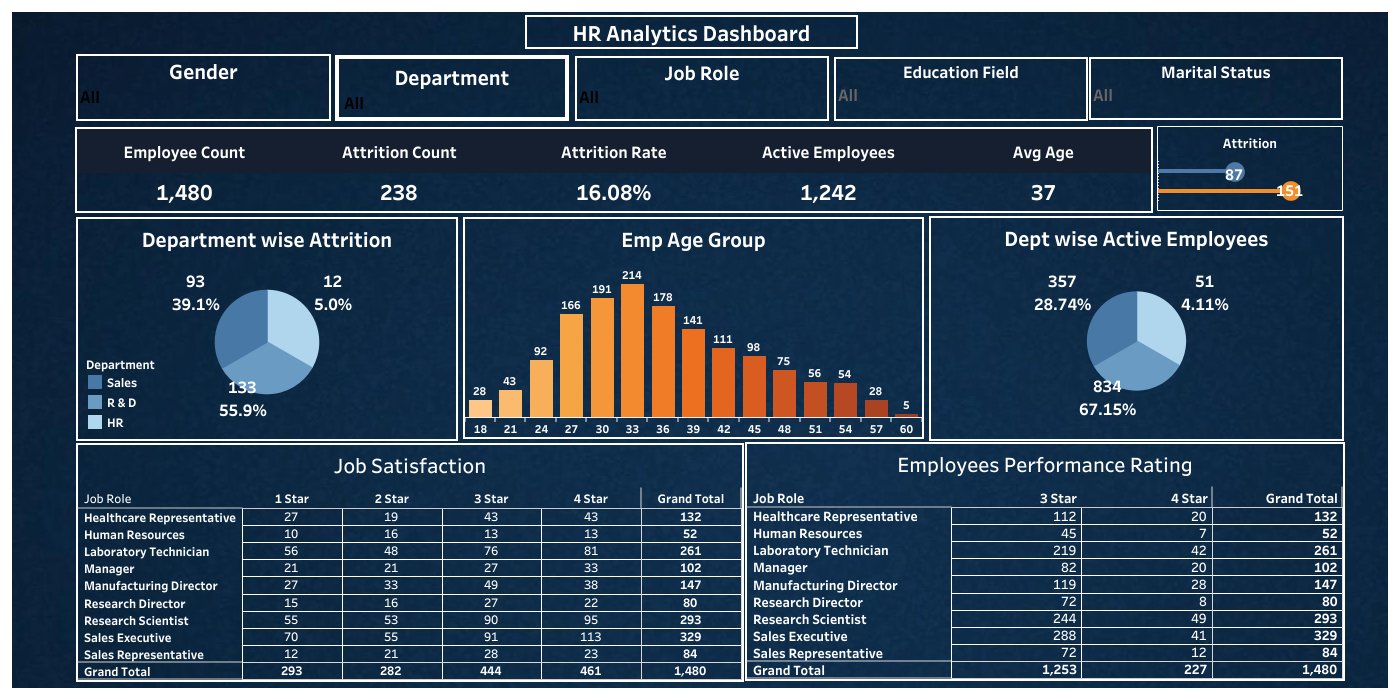 HR Analytics Dashboard
Gender
All
Department
All
Job Role
All
Education Field
All
Marital Status
All
Employee Count Attrition Count Attrition Rate Active Employees Avg Age
1,480 238 16.08% 1,242 37
Attrition
87
151
Department wise Attrition
93
39.1%
12
5.0%
133
55.9%
Department
Sales
R & D
HR
Emp Age Group
28 43 92 166 191 214 178 141 111 98 75 56 54 28 5
18 21 24 27 30 33 36 39 42 45 48 51 54 57 60
Dept wise Active Employees
357
28.74%
51
4.11%
834
67.15%
Job Satisfaction
Job Role 1 Star 2 Star 3 Star 4 Star Grand Total
Healthcare Representative 27 19 43 43 132
Human Resources 10 16 13 13 52
Laboratory Technician 56 48 76 81 261
Manager 21 21 27 33 102
Manufacturing Director 27 33 49 38 147
Research Director 15 16 27 22 80
Research Scientist 55 53 90 95 293
Sales Executive 70 55 91 113 329
Sales Representative 12 21 28 23 84
Grand Total 293 282 444 461 1,480
Employees Performance Rating
Job Role 3 Star 4 Star Grand Total
Healthcare Representative 112 20 132
Human Resources 45 7 52
Laboratory Technician 219 42 261
Manager 82 20 102
Manufacturing Director 119 28 147
Research Director 72 8 80
Research Scientist 244 49 293
Sales Executive 288 41 329
Sales Representative 72 12 84
Grand Total 1,253 227 1,480